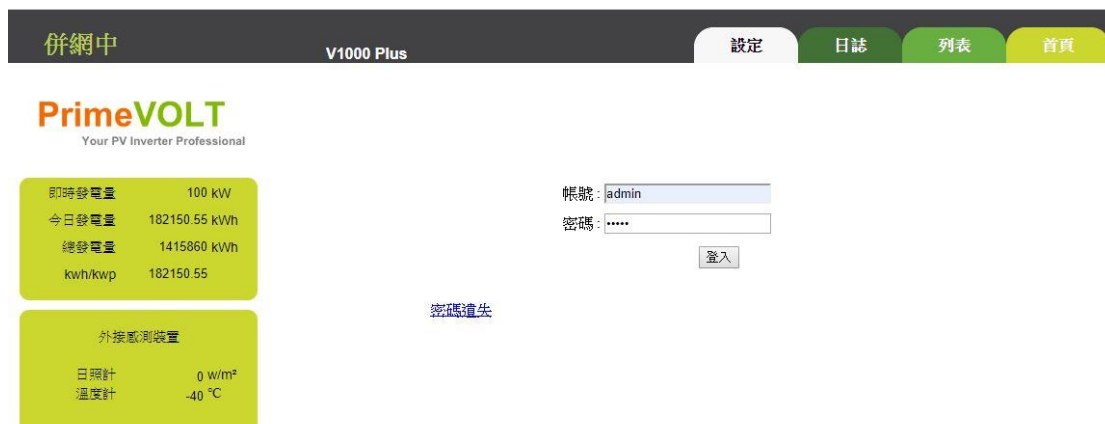 併網中
V1000 Plus
設定 日誌 列表 首頁
PrimeVOLT
Your PV Inverter Professional
即時發電量 100 kW
今日發電量 182150.55 kWh
總發電量 1415860 kWh
kwh/kwp 182150.55
外接感測裝置
日照計 0 w/m²
溫度計 -40 °C
帳號 : admin
密碼 : •••••
登入
密碼遺失